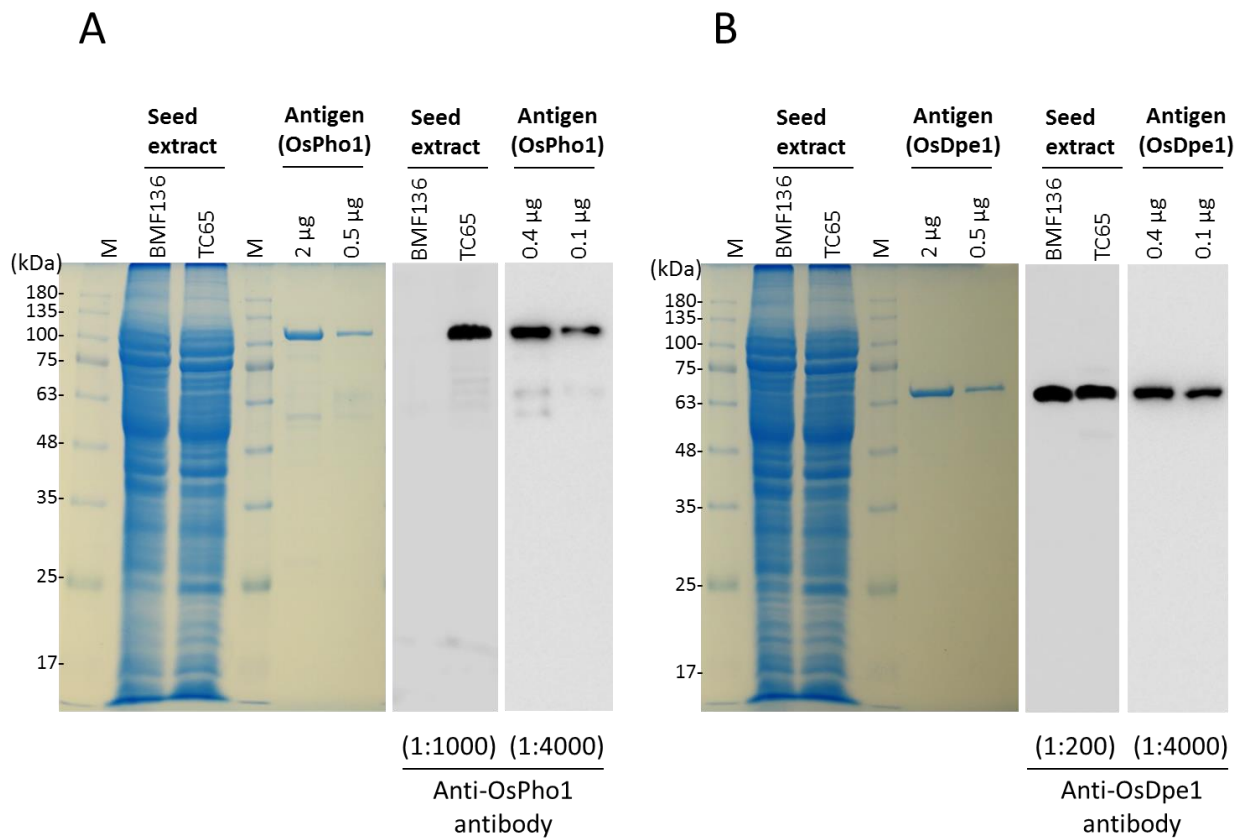 A
B
Seed
extract
Antigen
(OsPho1)
Seed
extract
Antigen
(OsPho1)
Seed
extract
Antigen
(OsDpe1)
Seed
extract
Antigen
(OsDpe1)
M
BMF136
TC65
M
2 µg
0.5 µg
BMF136
TC65
0.4 µg
0.1 µg
M
BMF136
TC65
M
2 µg
0.5 µg
BMF136
TC65
0.4 µg
0.1 µg
(kDa)
180-
135-
100-
75-
63-
48-
35-
25-
17-
(kDa)
180-
135-
100-
75-
63-
48-
35-
25-
17-
(1:1000)
(1:4000)
Anti-OsPho1
antibody
(1:200)
(1:4000)
Anti-OsDpe1
antibody